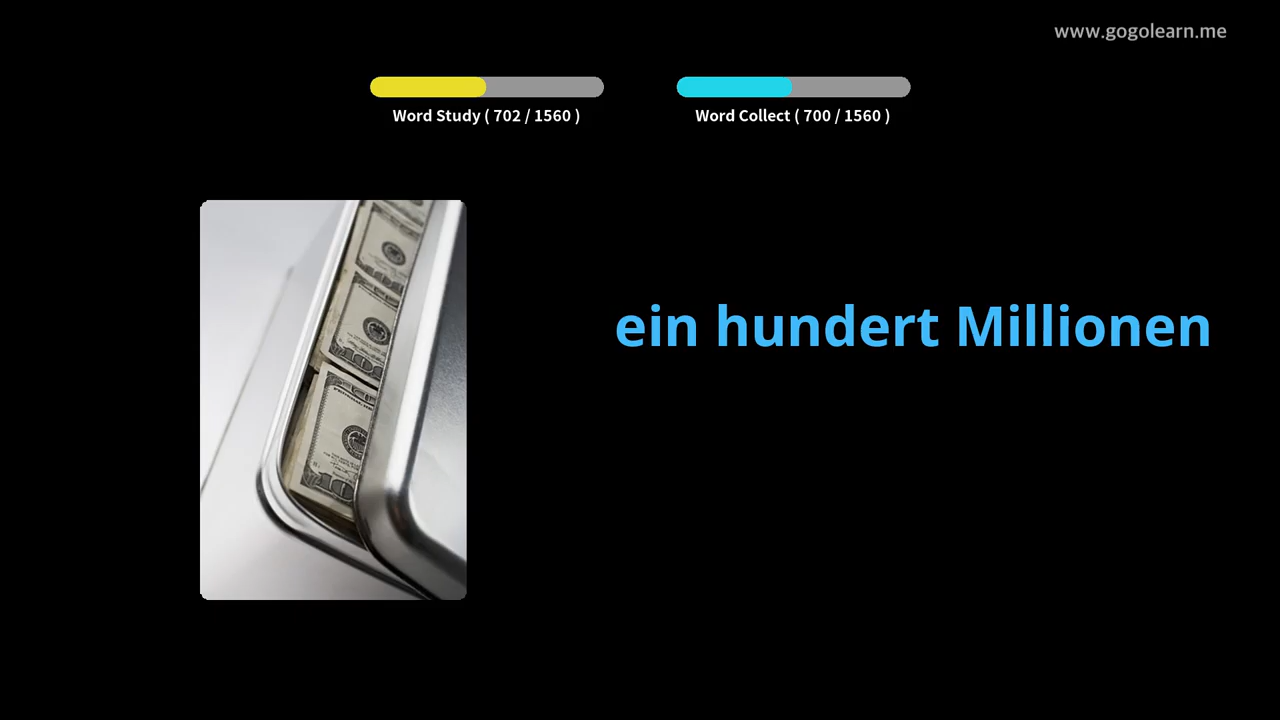 www.gogolearn.me
Word Study ( 702 / 1560 )
Word Collect ( 700 / 1560 )
ein hundert Millionen